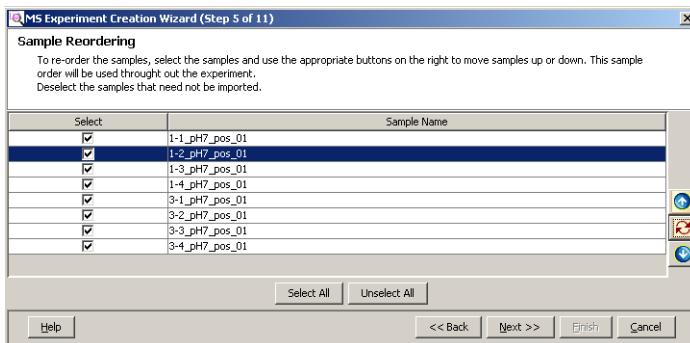 MS Experiment Creation Wizard (Step 5 of 11)
Sample Reordering
To re-order the samples, select the samples and use the appropriate buttons on the right to move samples up or down. This sample
order will be used throught out the experiment.
Deselect the samples that need not be imported.
Select Sample Name
1-1_pH7_pos_01
1-2_pH7_pos_01
1-3_pH7_pos_01
1-4_pH7_pos_01
3-1_pH7_pos_01
3-2_pH7_pos_01
3-3_pH7_pos_01
3-4_pH7_pos_01
Select All Unselect All
Help << Back Next >> Finish Cancel